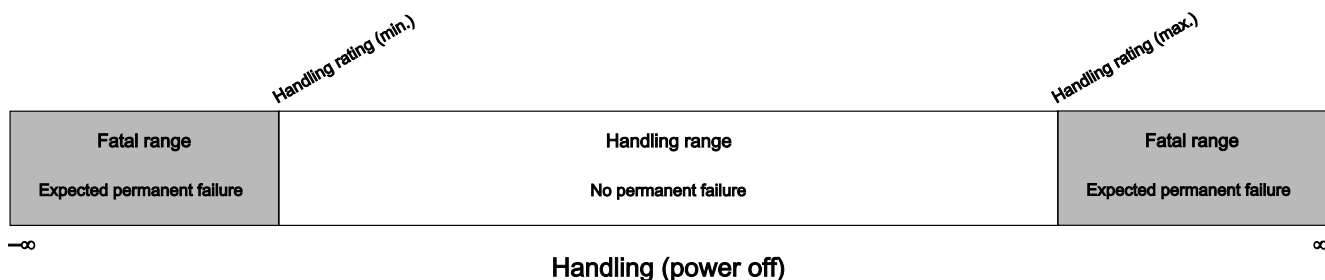 Handling rating (min.)
Handling rating (max.)
Fatal range
Handling range
Fatal range
Expected permanent failure
No permanent failure
Expected permanent failure
–∞
∞
Handling (power off)